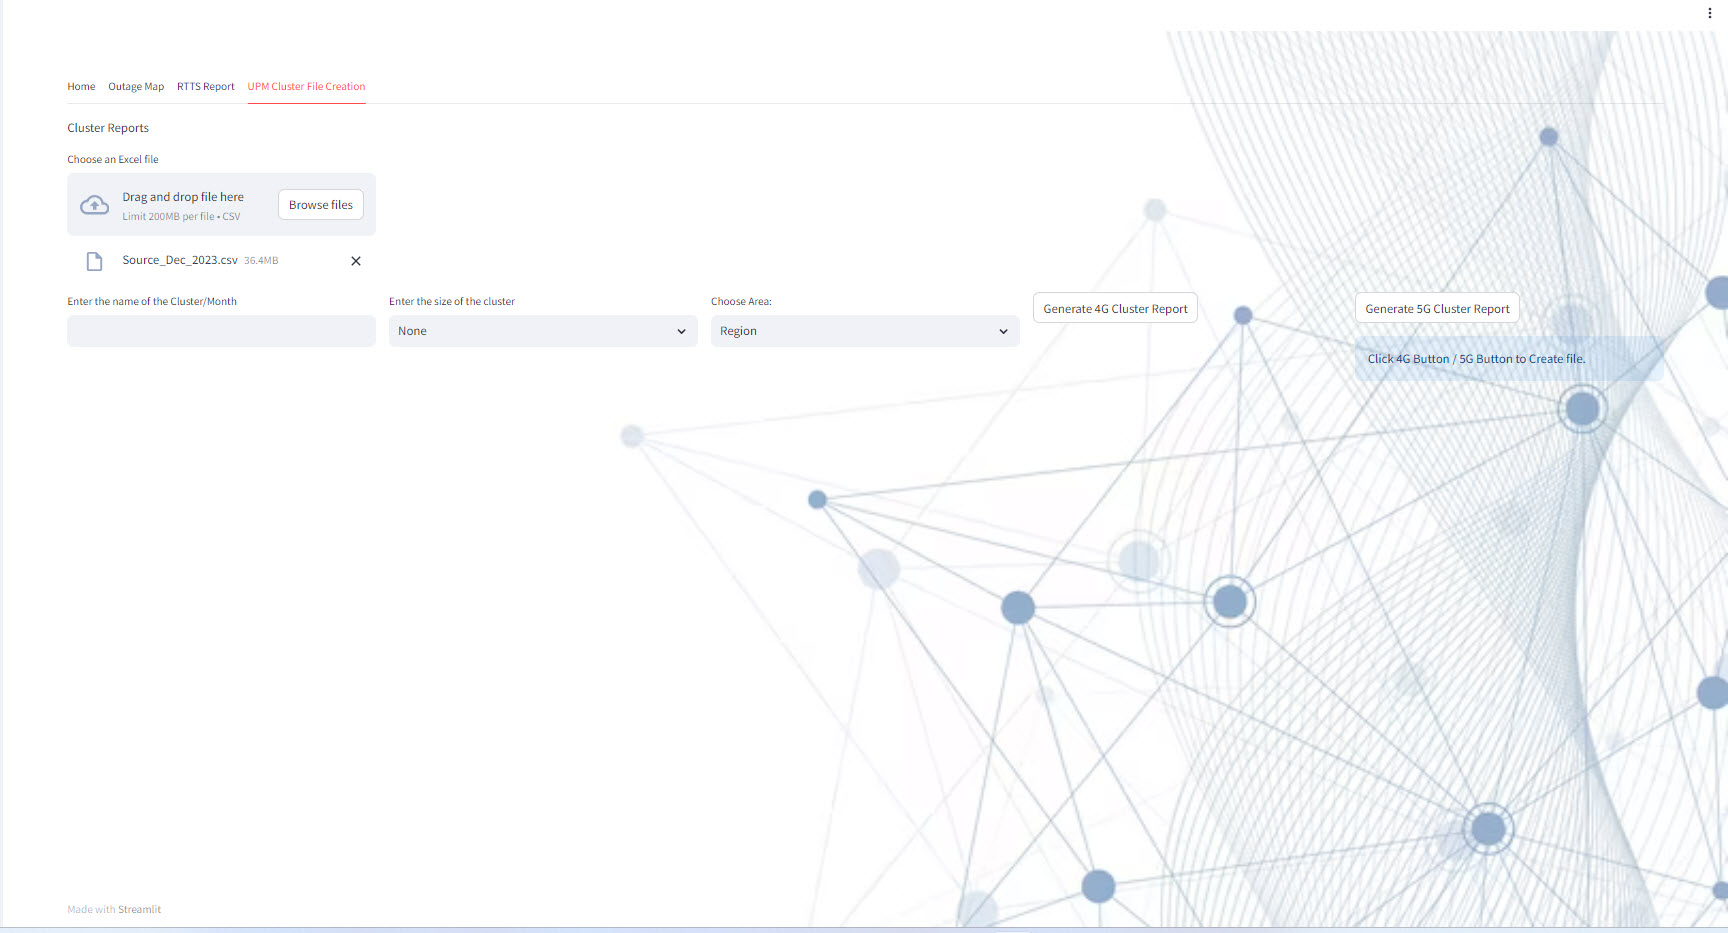 Home Outage Map RTTS Report UPM Cluster File Creation
Cluster Reports
Choose an Excel file
Drag and drop file here
Limit 200MB per file • CSV
Browse files
Source_Dec_2023.csv 36.4MB
Enter the name of the Cluster/Month
Enter the size of the cluster
None
Choose Area:
Region
Generate 4G Cluster Report
Generate 5G Cluster Report
Click 4G Button / 5G Button to Create file.
Made with Streamlit